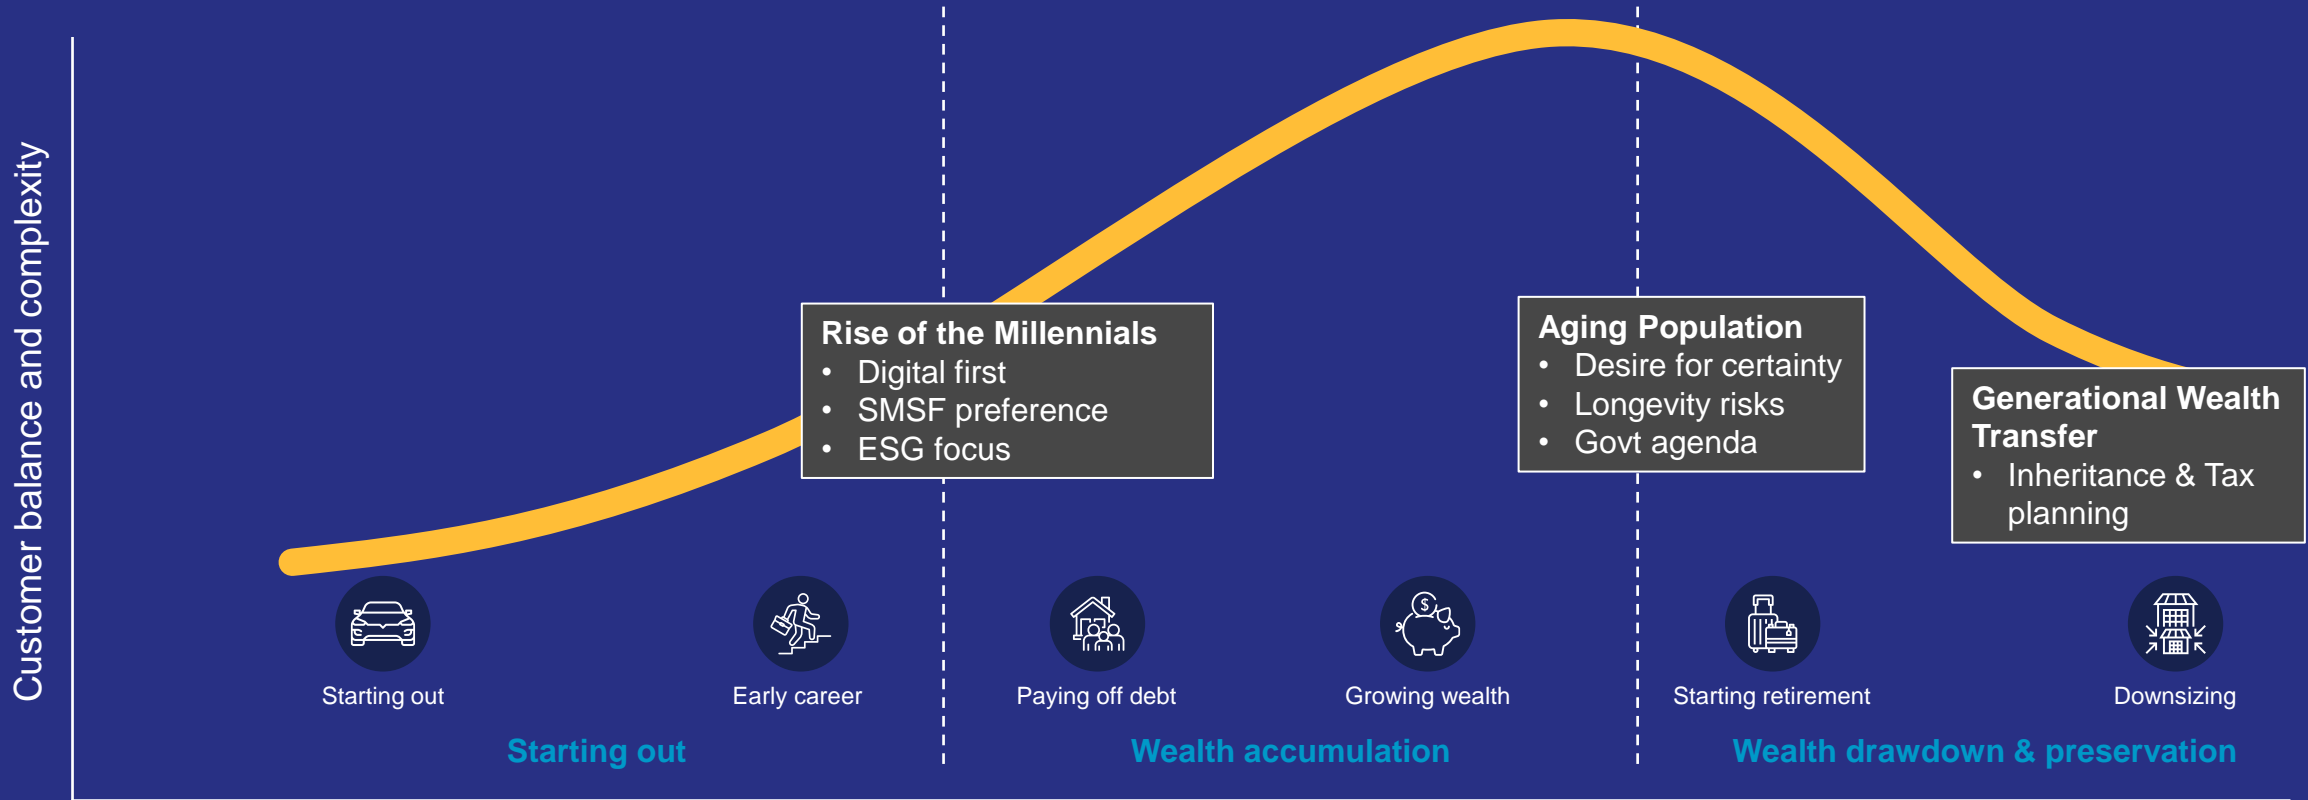 Customer balance and complexity
Rise of the Millennials
• Digital first
• SMSF preference
• ESG focus
Aging Population
• Desire for certainty
• Longevity risks
• Govt agenda
Generational Wealth
Transfer
• Inheritance & Tax
planning
$
Starting out
Early career
Paying off debt
Growing wealth
Starting retirement
Downsizing
Starting out
Wealth accumulation
Wealth drawdown & preservation